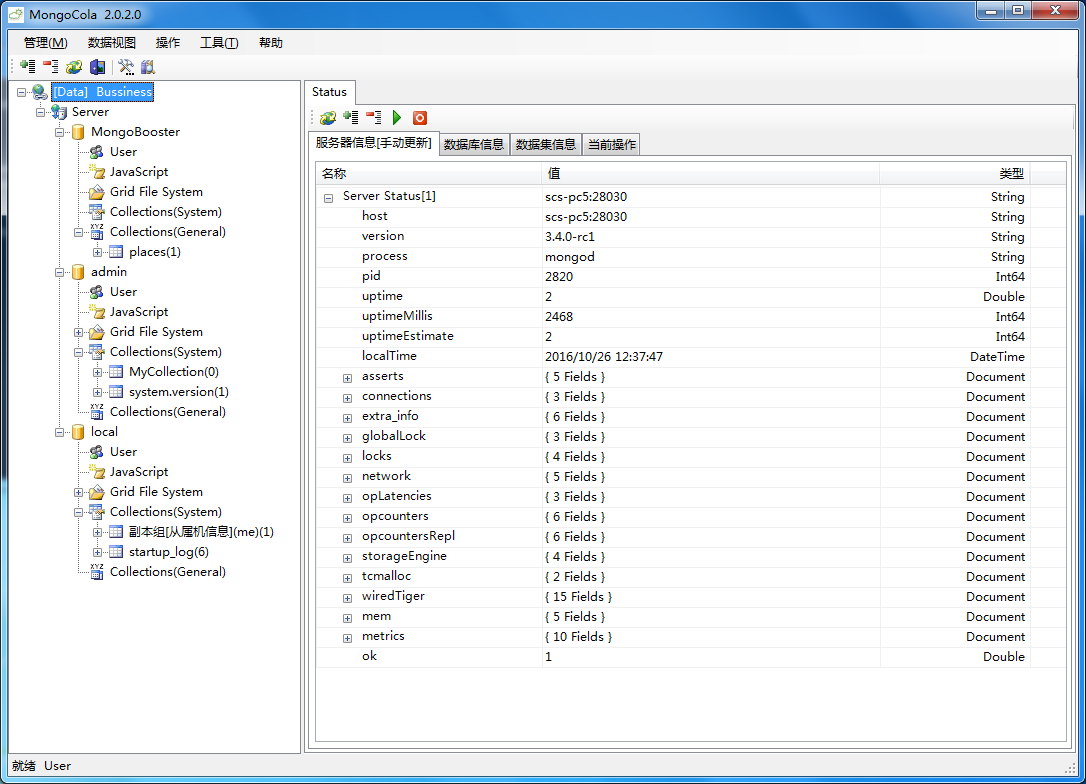 MongoCola 2.0.2.0
管理(M) 数据视图 操作 工具(T) 帮助
[Data] Bussiness
Server
MongoBooster
User
JavaScript
Grid File System
Collections(System)
XYZ Collections(General)
places(1)
admin
User
JavaScript
Grid File System
Collections(System)
MyCollection(0)
system.version(1)
XYZ Collections(General)
local
User
JavaScript
Grid File System
Collections(System)
副本组[从属机信息](me)(1)
startup_log(6)
XYZ Collections(General)
Status
服务器信息[手动更新] 数据库信息 数据集信息 当前操作
名称 值 类型
Server Status[1] scs-pc5:28030 String
host scs-pc5:28030 String
version 3.4.0-rc1 String
process mongod String
pid 2820 Int64
uptime 2 Double
uptimeMillis 2468 Int64
uptimeEstimate 2 Int64
localTime 2016/10/26 12:37:47 DateTime
asserts { 5 Fields } Document
connections { 3 Fields } Document
extra_info { 6 Fields } Document
globalLock { 3 Fields } Document
locks { 4 Fields } Document
network { 5 Fields } Document
opLatencies { 3 Fields } Document
opcounters { 6 Fields } Document
opcountersRepl { 6 Fields } Document
storageEngine { 4 Fields } Document
tcmalloc { 2 Fields } Document
wiredTiger { 15 Fields } Document
mem { 5 Fields } Document
metrics { 10 Fields } Document
ok 1 Double
就绪 User